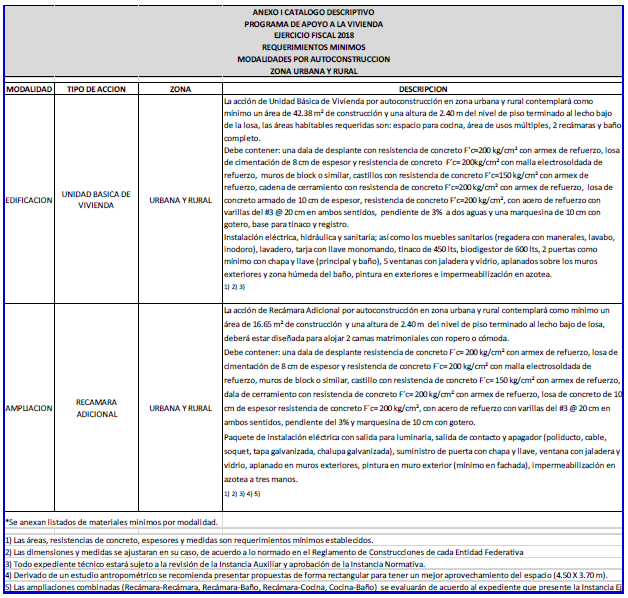 ANEXO I CATALOGO DESCRIPTIVO
PROGRAMA DE APOYO A LA VIVIENDA
EJERCICIO FISCAL 2018
REQUERIMIENTOS MINIMOS
MODALIDADES POR AUTOCONSTRUCCION
ZONA URBANA Y RURAL
MODALIDAD TIPO DE ACCION ZONA DESCRIPCION
EDIFICACION
UNIDAD BASICA DE
VIVIENDA
URBANA Y RURAL
La acción de Unidad Básica de Vivienda por autoconstrucción en zona urbana y rural contemplará como
mínimo un área de 42.38 m² de construcción y una altura de 2.40 m del nivel de piso terminado al lecho bajo
de la losa, las áreas habitables requeridas son: espacio para cocina, área de usos múltiples, 2 recámaras y baño
completo.
Debe contener: una dala de desplante con resistencia de concreto F'c=200 kg/cm² con armex de refuerzo, losa
de cimentación de 8 cm de espesor y resistencia de concreto F'c= 200kg/cm² con malla electrosoldada de
refuerzo, muros de block o similar, castillos con resistencia de concreto F'c=150 kg/cm² con armex de
refuerzo, cadena de cerramiento con resistencia de concreto F'c=200 kg/cm² con armex de refuerzo, losa de
concreto armado de 10 cm de espesor, resistencia de concreto F'c=200 kg/cm², con acero de refuerzo con
varillas del #3 @ 20 cm en ambos sentidos, pendiente de 3% a dos aguas y una marquesina de 10 cm con
gotero, base para tinaco y registro.
Instalación eléctrica, hidráulica y sanitaria; así como los muebles sanitarios (regadera con manerales, lavabo,
inodoro), lavadero, tarja con llave monomando, tinaco de 450 lts, biodigestor de 600 lts, 2 puertas como
mínimo con chapa y llave (principal y baño), 5 ventanas con jaladera y vidrio, aplanados sobre los muros
exteriores y zona húmeda del baño, pintura en exteriores e impermeabilización en azotea.
1) 2) 3)
AMPLIACION
RECAMARA
ADICIONAL
URBANA Y RURAL
La acción de Recámara Adicional por autoconstrucción en zona urbana y rural contemplará como mínimo un
área de 16.65 m² de construcción y una altura de 2.40 m del nivel de piso terminado al lecho bajo de losa,
deberá estar diseñada para alojar 2 camas matrimoniales con ropero o cómoda.
Debe contener: una dala de desplante resistencia de concreto F´c= 200 kg/cm² con armex de refuerzo, losa de
cimentación de 8 cm de espesor y resistencia de concreto F´c= 200 kg/cm² con malla electrosoldada de
refuerzo, muros de block o similar, castillo con resistencia de concreto F´c= 150 kg/cm² con armex de refuerzo,
dala de cerramiento con resistencia de concreto F´c= 200 kg/cm² con armex de refuerzo, losa de concreto de 10
cm de espesor resistencia de concreto F´c= 200 kg/cm², con acero de refuerzo con varillas del #3 @ 20 cm en
ambos sentidos, pendiente del 3% y marquesina de 10 cm con gotero.
Paquete de instalación eléctrica con salida para luminaria, salida de contacto y apagador (poliducto, cable,
soquet, tapa galvanizada, chalupa galvanizada), suministro de puerta con chapa y llave, ventana con jaladera y
vidrio, aplanado en muros exteriores, pintura en muro exterior (mínimo en fachada), impermeabilización en
azotea a tres manos.
1) 2) 3) 4) 5)
*Se anexan listados de materiales minimos por modalidad.
1) Las áreas, resistencias de concreto, espesores y medidas son requerimientos mínimos establecidos.
2) Las dimensiones y medidas se ajustaran en su caso, de acuerdo a lo normado en el Reglamento de Construcciones de cada Entidad Federativa
3) Todo expediente técnico estará sujeto a la revisión de la Instancia Auxiliar y aprobación de la Instancia Normativa.
4) Derivado de un estudio antropométrico se recomienda presentar propuestas de forma rectangular para tener un mejor aprovechamiento del espacio (4.50 X 3.70 m).
5) Las ampliaciones combinadas (Recámara-Recámara, Recámara-Baño, Recámara-Cocina, Cocina-Baño) se evaluarán de acuerdo al expediente que presente la Instancia Ej